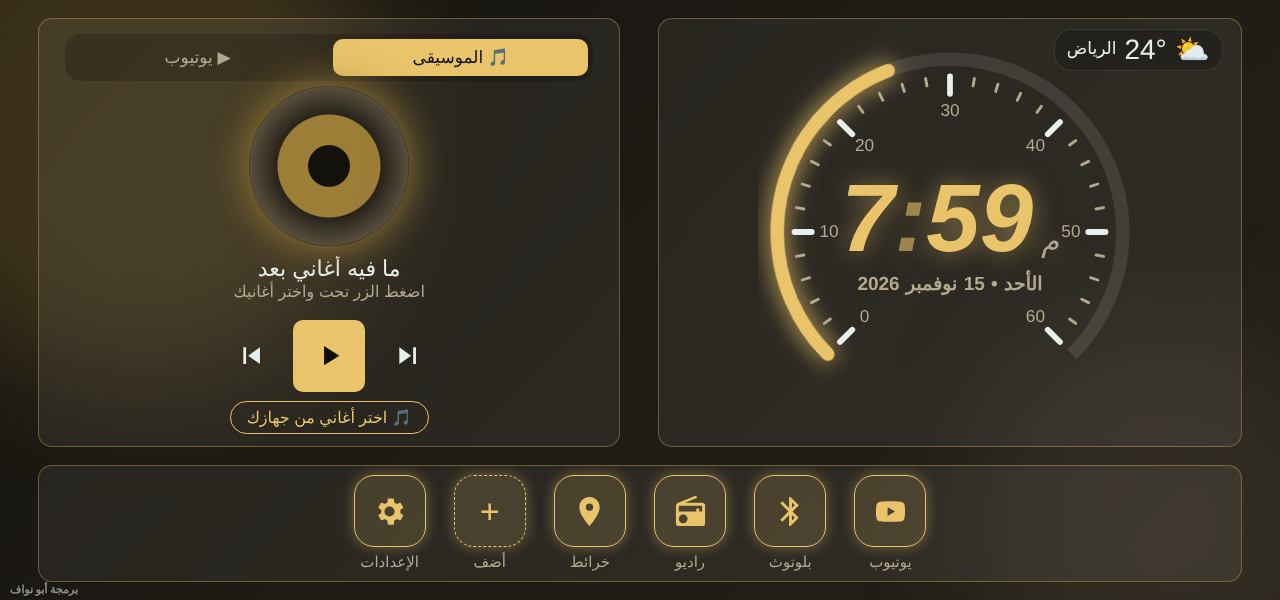 ⛅ 24° الرياض
30
20
40
10
50
7:59 م
الأحد • 15 نوفمبر 2026
0
60
🎵 الموسيقى
▶ يوتيوب
ما فيه أغاني بعد
اضغط الزر تحت واختر أغانيك
🎵 اختر أغاني من جهازك
يوتيوب
بلوتوث
راديو
خرائط
أضف
الإعدادات
برمجة أبو نواف